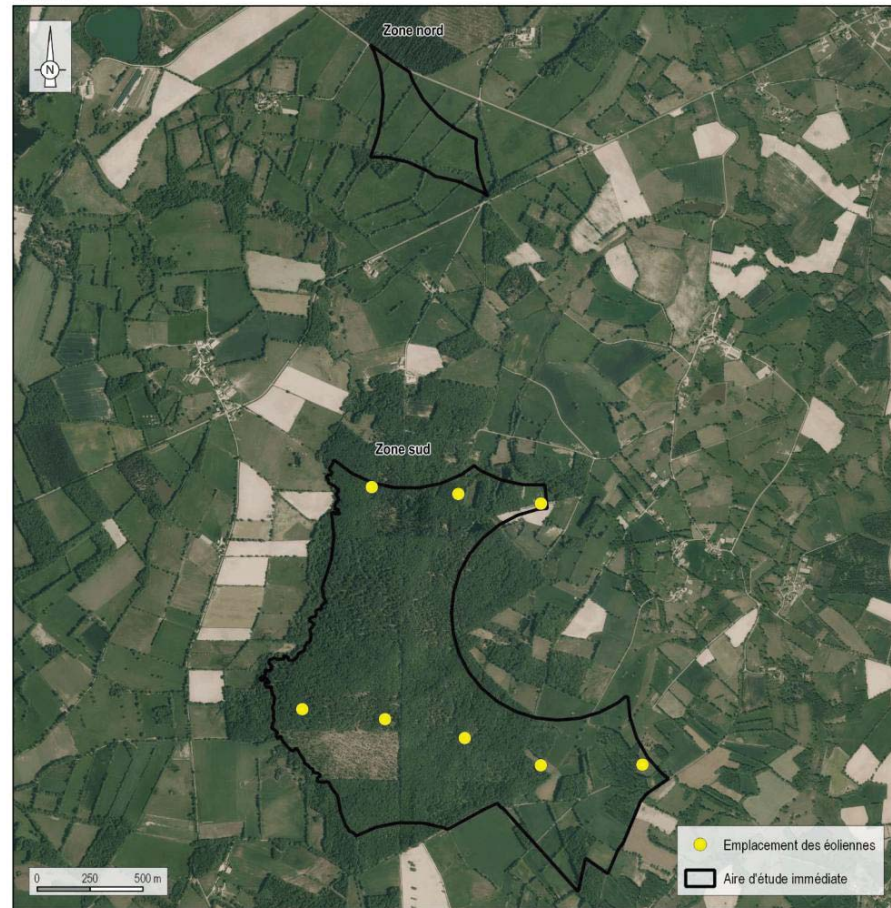 Zone nord
N
Zone sud
Emplacement des éoliennes
Aire d'étude immédiate
0 250 500 m